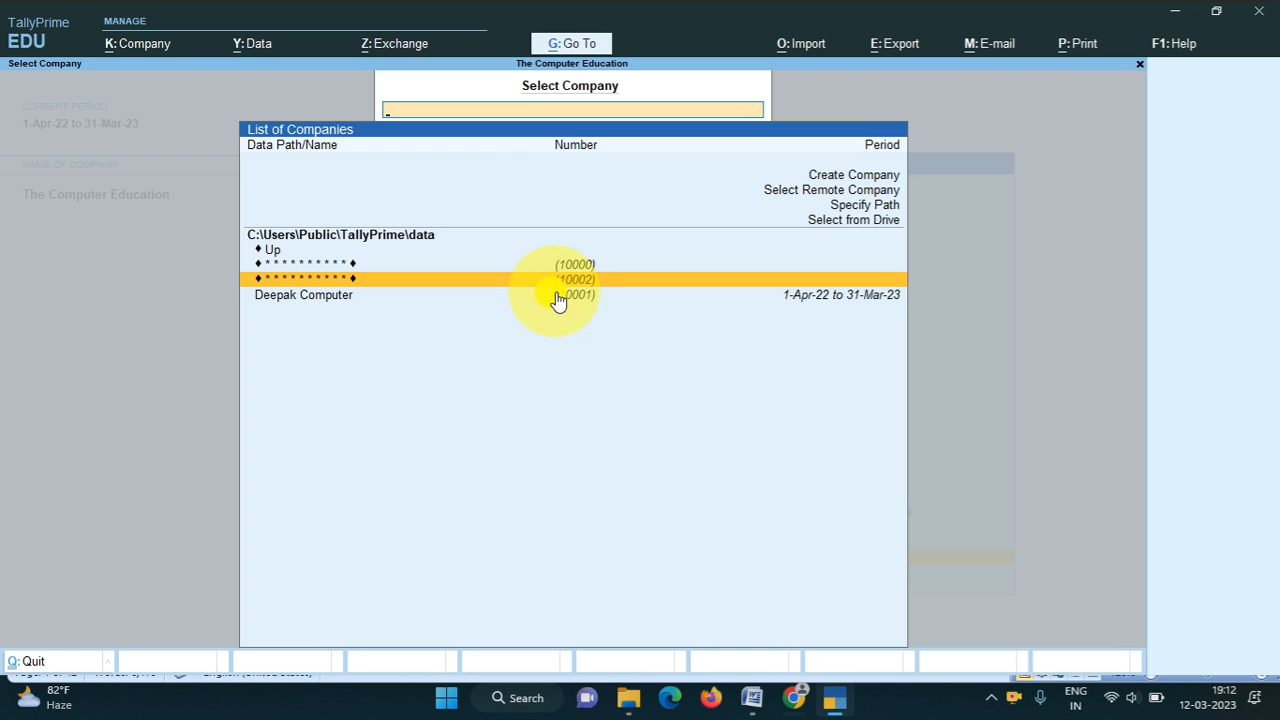 TallyPrime
EDU
MANAGE
K:Company
Y:Data
Z:Exchange
G:Go To
O:Import
E:Export
M:E-mail
P:Print
F1:Help
Select Company
The Computer Education
CURRENT PERIOD
1-Apr-22 to 31-Mar-23
NAME OF COMPANY
The Computer Education
Select Company
List of Companies
Data Path/Name
Number
Period
Create Company
Select Remote Company
Specify Path
Select from Drive
C:\Users\Public\TallyPrime\data
♦ Up
♦ * * * * * * * * * * ♦ (10000)
♦ * * * * * * * * * * ♦ (10002)
Deepak Computer
0001)
1-Apr-22 to 31-Mar-23
Q: Quit
English (United States)
82°F
Haze
Search
ENG
IN
19:12
12-03-2023